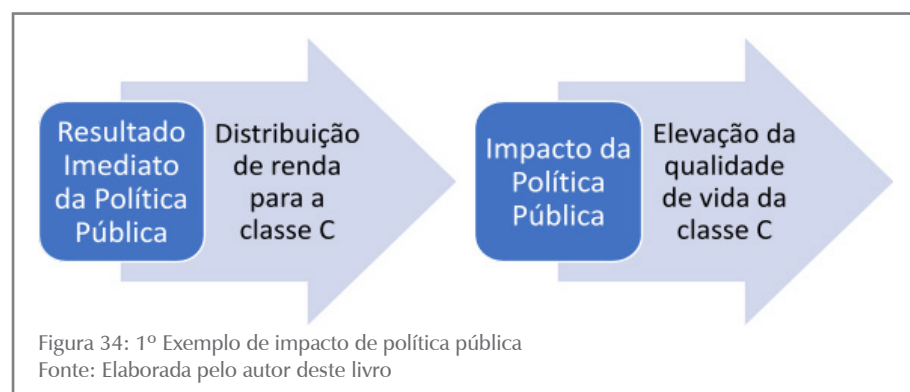 Resultado
Imediato
da Política
Pública
Distribuição
de renda
para a
classe C
Impacto da
Política
Pública
Elevação da
qualidade
de vida da
classe C
Figura 34: 1º Exemplo de impacto de política pública
Fonte: Elaborada pelo autor deste livro